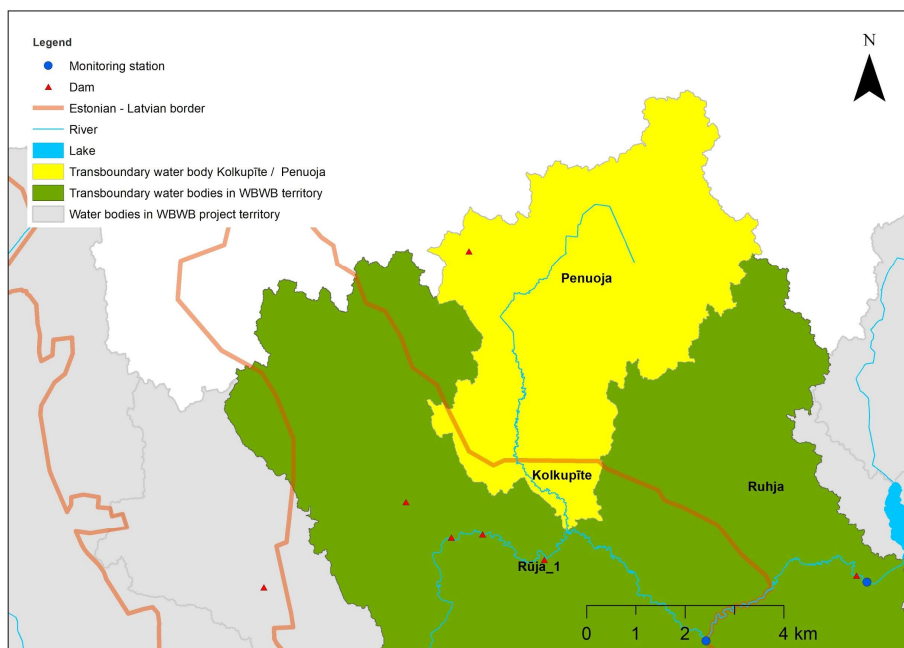 Legend
Monitoring station
Dam
Estonian - Latvian border
River
Lake
Transboundary water body Kolkupīte / Penuoja
Transboundary water bodies in WBWB territory
Water bodies in WBWB project territory
N
Penuoja
Kolkupīte
Ruhja
Rūja_1
0 1 2 4 km